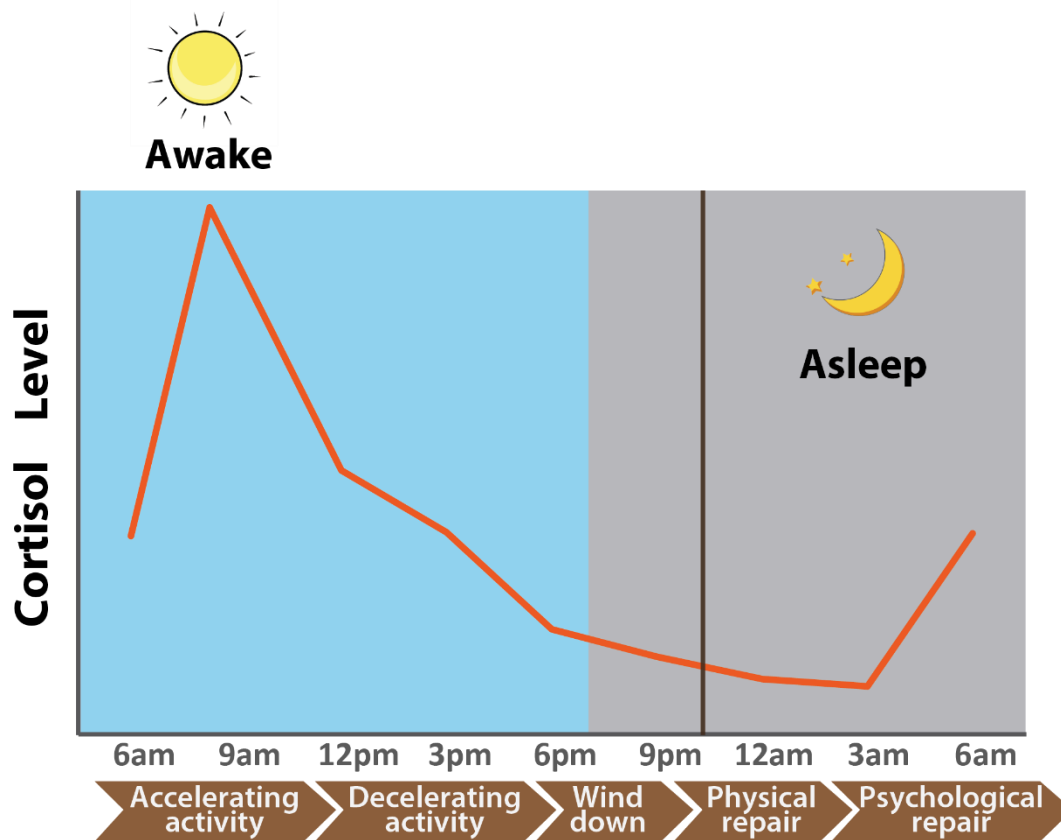 Awake
Asleep
Cortisol Level
6am 9am 12pm 3pm 6pm 9pm 12am 3am 6am
Accelerating activity
Decelerating activity
Wind down
Physical repair
Psychological repair